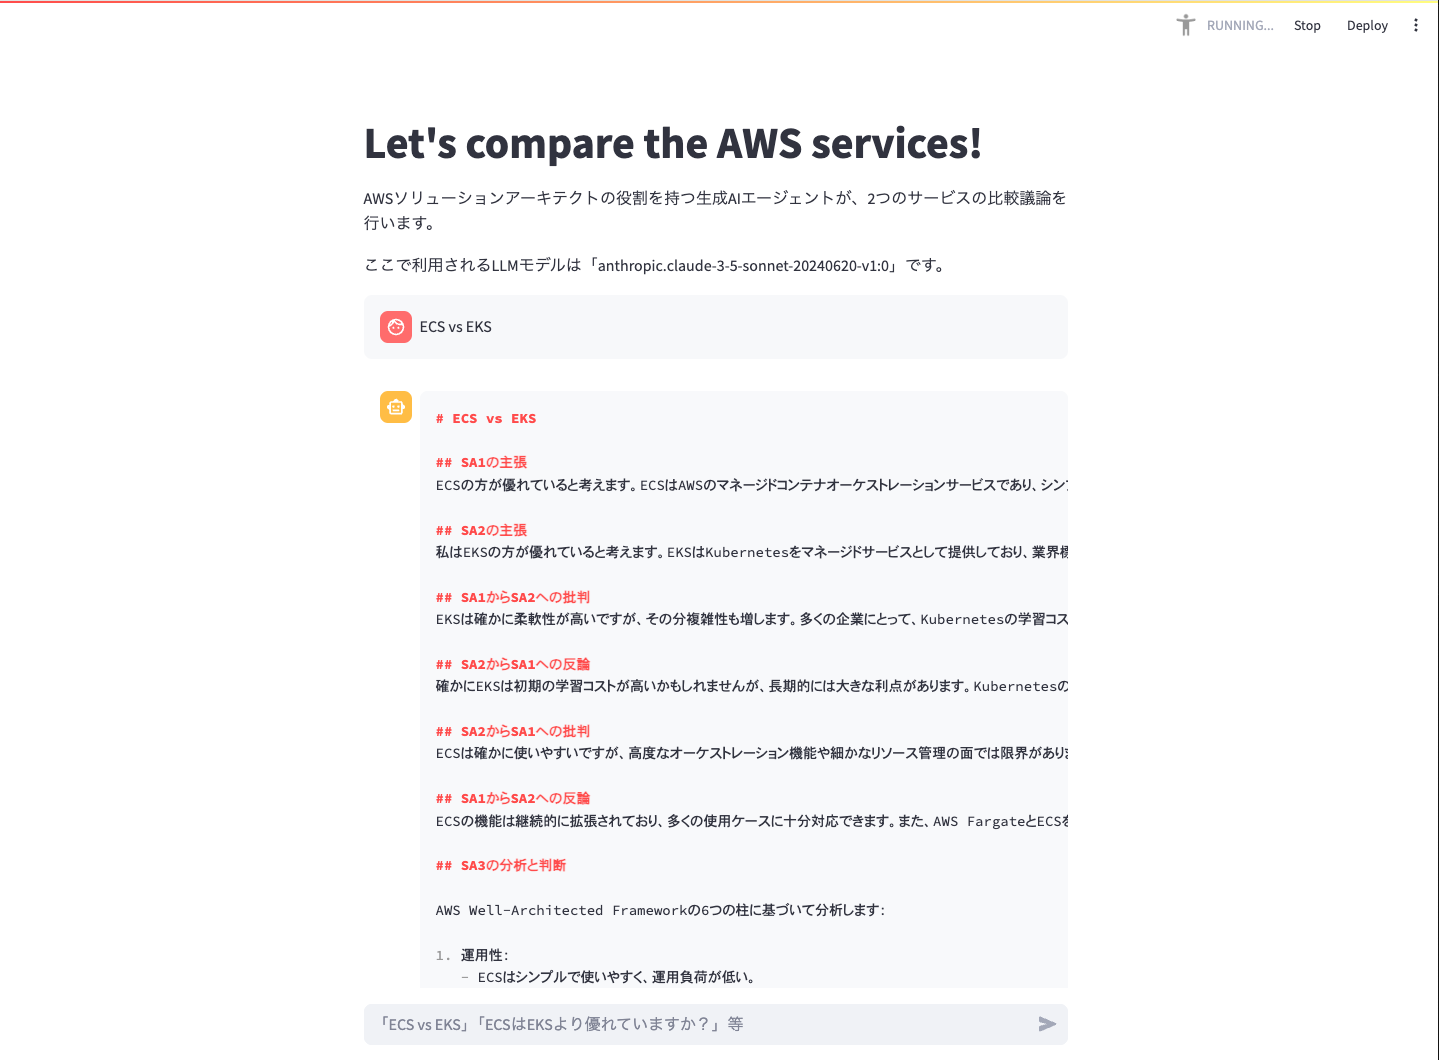 RUNNING...
Stop
Deploy
Let's compare the AWS services!
AWSソリューションアーキテクトの役割を持つ生成AIエージェントが、2つのサービスの比較議論を
行います。
ここで利用されるLLMモデルは「anthropic.claude-3-5-sonnet-20240620-v1:0」です。
ECS vs EKS
# ECS vs EKS
## SA1の主張
ECSの方が優れていると考えます。ECSはAWSのマネージドコンテナオーケストレーションサービスであり、シン
## SA2の主張
私はEKSの方が優れていると考えます。EKSはKubernetesをマネージドサービスとして提供しており、業界
## SA1からSA2への批判
EKSは確かに柔軟性が高いですが、その分複雑性も増します。多くの企業にとって、Kubernetesの学習コス
## SA2からSA1への反論
確かにEKSは初期の学習コストが高いかもしれませんが、長期的には大きな利点があります。Kubernetesの
## SA2からSA1への批判
ECSは確かに使いやすいですが、高度なオーケストレーション機能や細かなリソース管理の面では限界があり
## SA1からSA2への反論
ECSの機能は継続的に拡張されており、多くの使用ケースに十分対応できます。また、AWS FargateとECS
## SA3の分析と判断
AWS Well-Architected Frameworkの6つの柱に基づいて分析します:
1. 運用性:
- ECSはシンプルで使いやすく、運用負荷が低い。
「ECS vs EKS」「ECSはEKSより優れていますか？」等